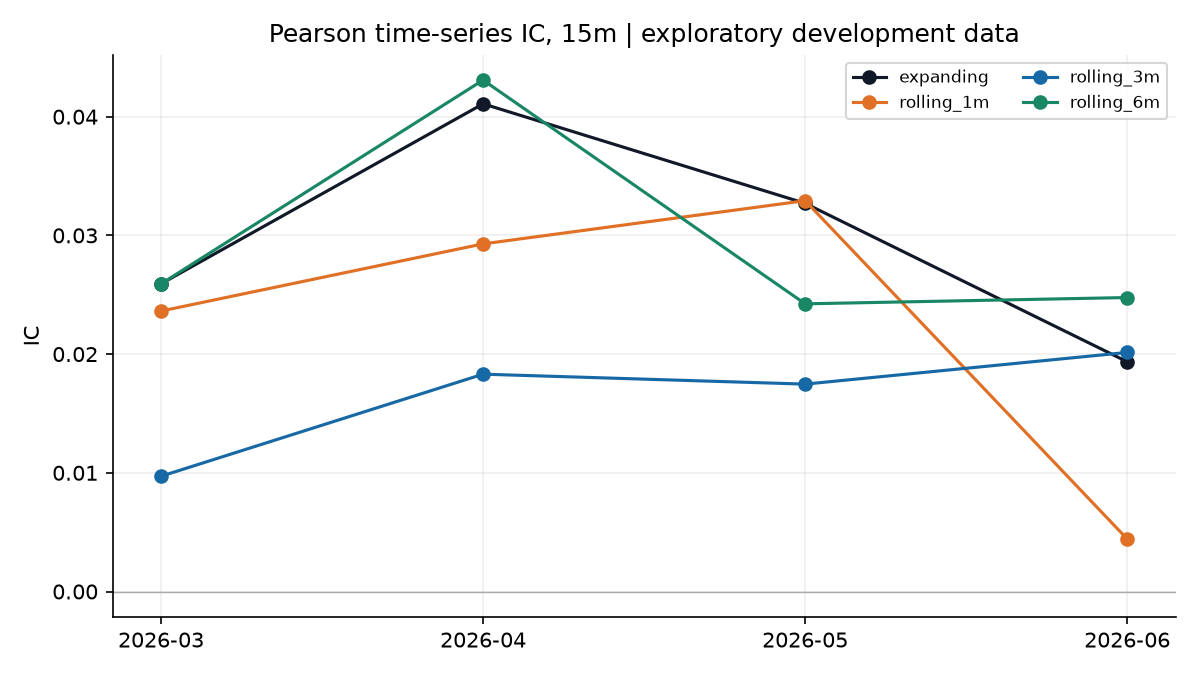 Pearson time-series IC, 15m | exploratory development data
expanding
rolling_1m
rolling_3m
rolling_6m
IC
0.04
0.03
0.02
0.01
0.00
2026-03
2026-04
2026-05
2026-06